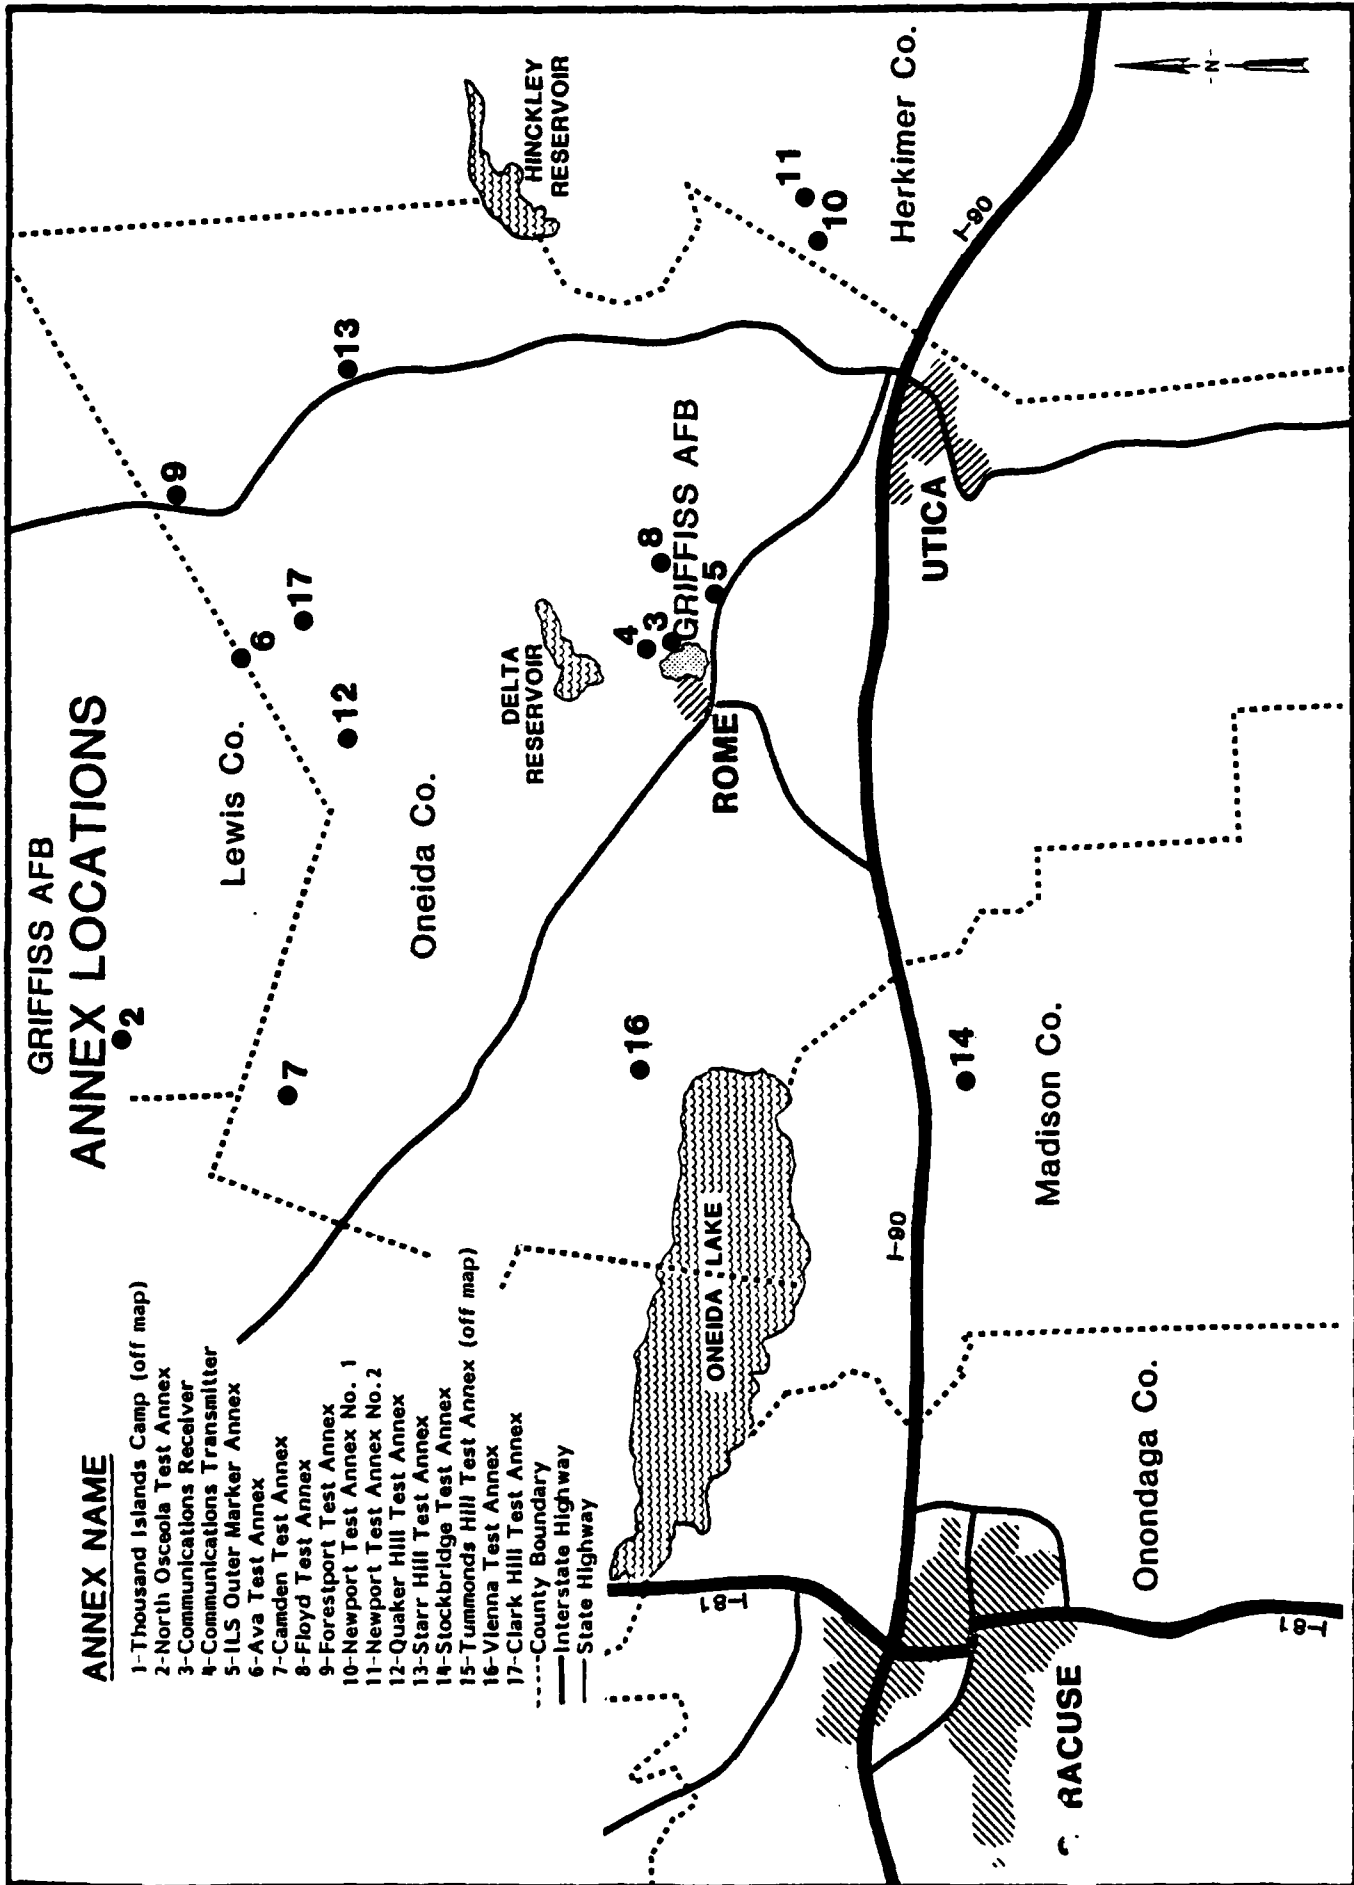 GRIFFISS AFB
ANNEX LOCATIONS
ANNEX NAME
1-Thousand Islands Camp (off map)
2-North Osceola Test Annex
3-Communications Receiver
4-Communications Transmitter
5-ILS Outer Marker Annex
6-Ava Test Annex
7-Camden Test Annex
8-Floyd Test Annex
9-Forestport Test Annex
10-Newport Test Annex No. 1
11-Newport Test Annex No. 2
12-Quaker Hill Test Annex
13-Starr Hill Test Annex
14-Stockbridge Test Annex
15-Tummonds Hill Test Annex (off map)
16-Vienna Test Annex
17-Clark Hill Test Annex
County Boundary
Interstate Highway
State Highway
2
7
Lewis Co.
6
17
12
9
13
Oneida Co.
HINCKLEY
RESERVOIR
DELTA
RESERVOIR
16
4
3
8
GRIFFISS AFB
5
ROME
11
10
Herkimer Co.
N
ONEIDA LAKE
I-81
I-90
I-90
UTICA
14
Madison Co.
Onondaga Co.
RACUSE
I-81